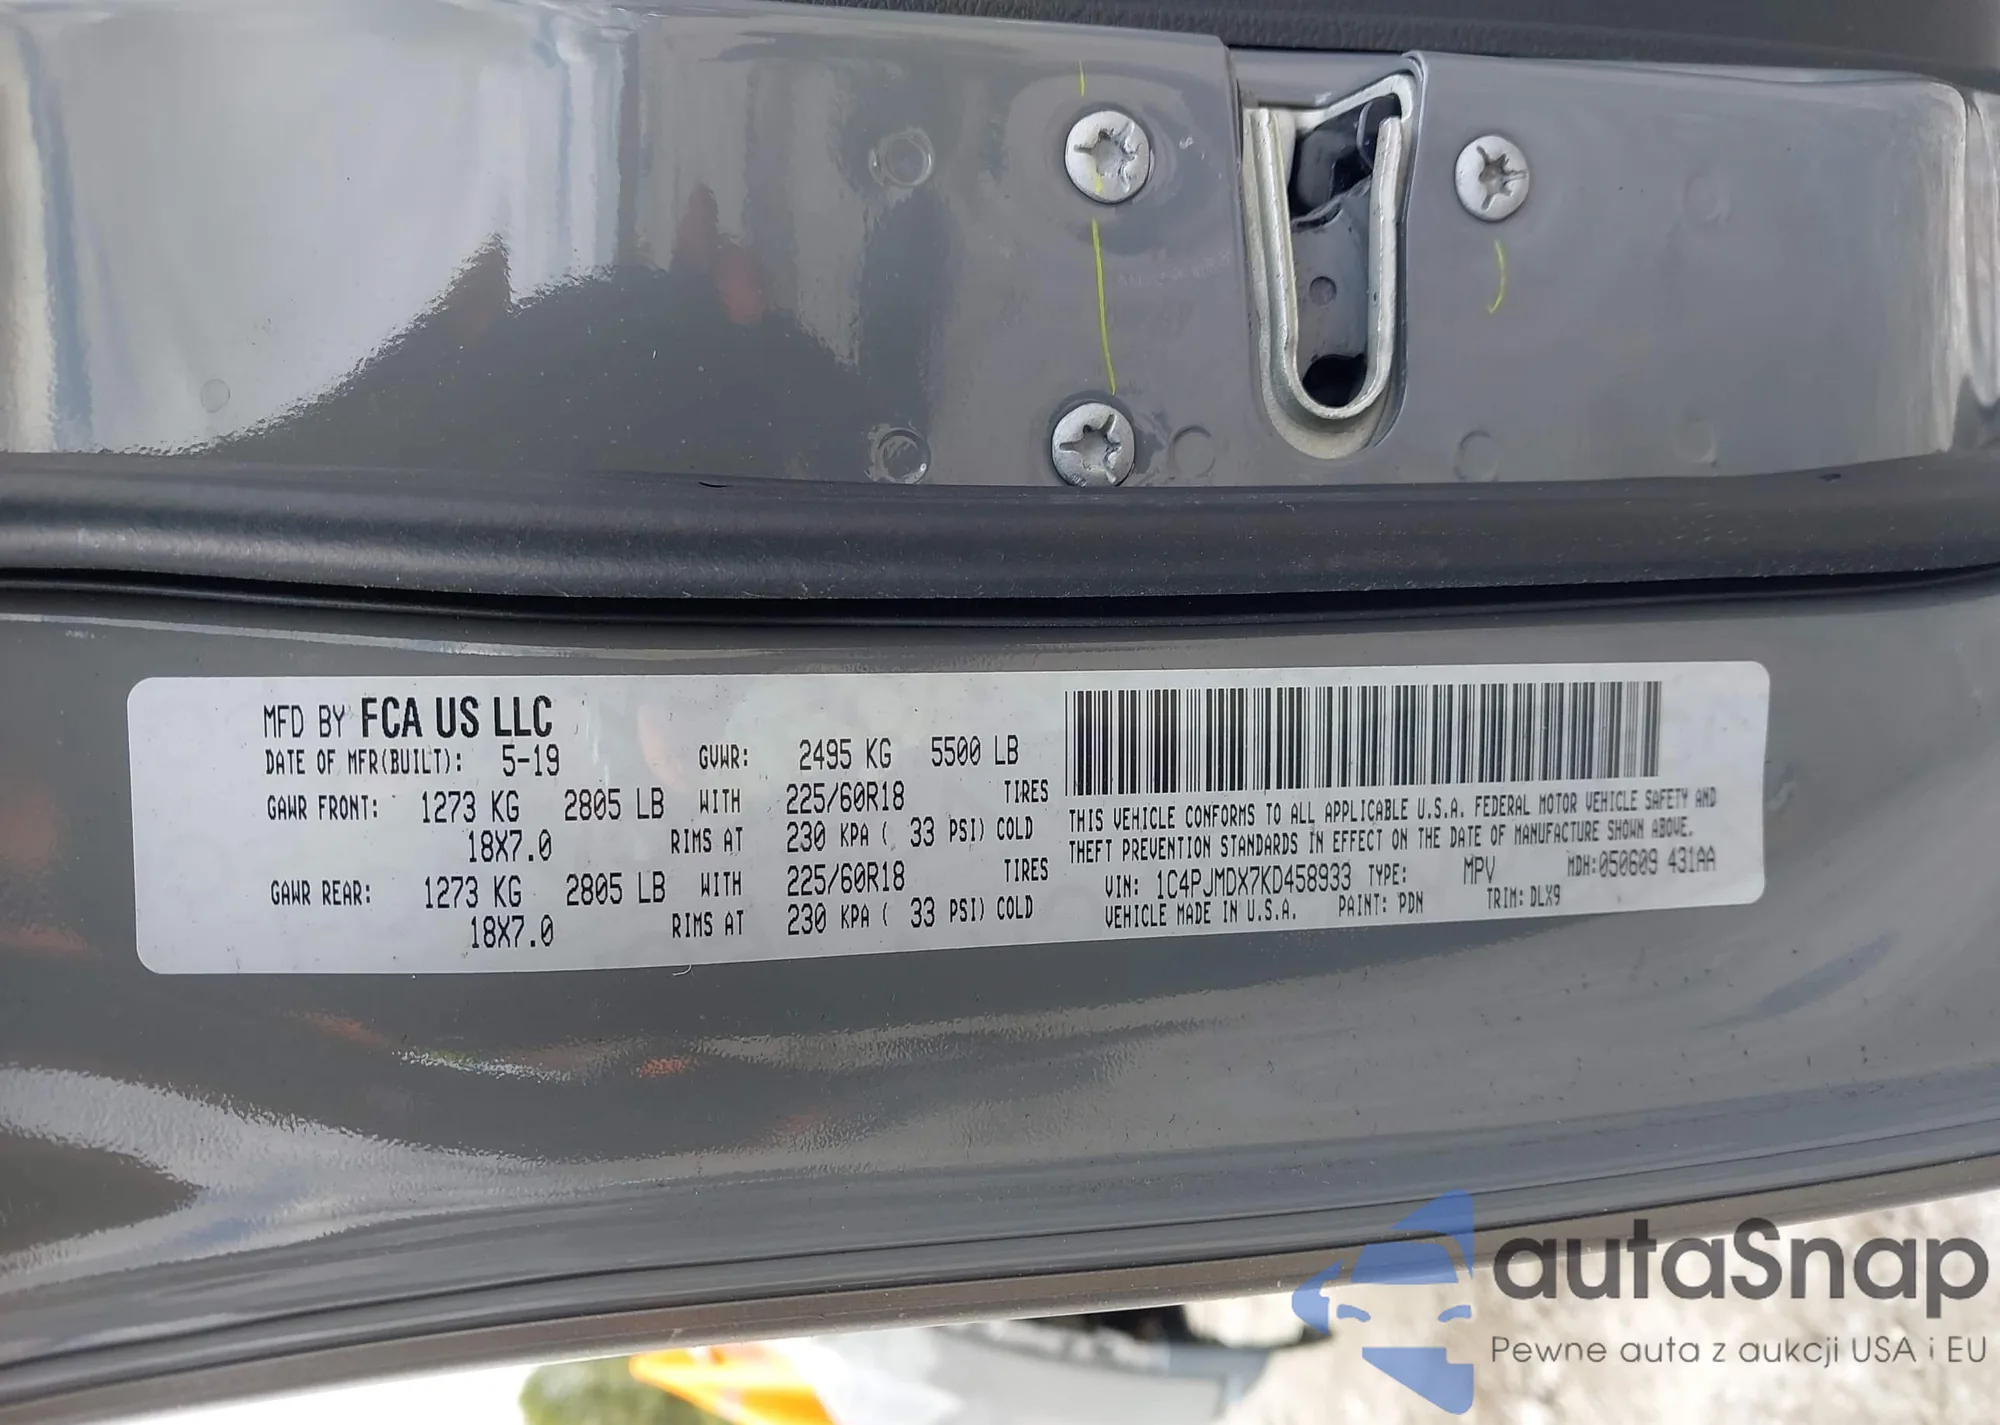 MFD BY FCA US LLC
DATE OF MFR(BUILT): 5-19 GVWR: 2495 KG 5500 LB
GAWR FRONT: 1273 KG 2805 LB WITH 225/60R18 TIRES
18X7.0 RIMS AT 230 KPA ( 33 PSI) COLD
GAWR REAR: 1273 KG 2805 LB WITH 225/60R18 TIRES
18X7.0 RIMS AT 230 KPA ( 33 PSI) COLD
THIS VEHICLE CONFORMS TO ALL APPLICABLE U.S.A. FEDERAL MOTOR VEHICLE SAFETY AND
THEFT PREVENTION STANDARDS IN EFFECT ON THE DATE OF MANUFACTURE SHOWN ABOVE.
VIN: 1C4PJMDX7KD458933 TYPE: MPV MDH:050609 431AA
VEHICLE MADE IN U.S.A. PAINT: PDN TRIM: DLX9
autaSnap
Pewne auta z aukcji USA i EU